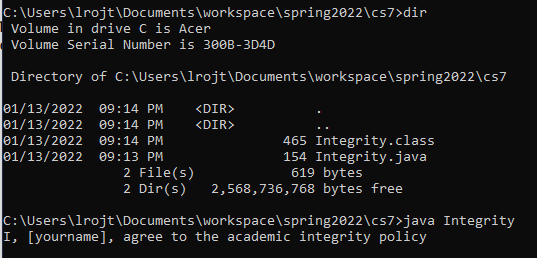 C:\Users\lrojt\Documents\workspace\spring2022\cs7>dir
Volume in drive C is Acer
Volume Serial Number is 300B-3D4D
Directory of C:\Users\lrojt\Documents\workspace\spring2022\cs7
01/13/2022  09:14 PM    <DIR>          .
01/13/2022  09:14 PM    <DIR>          ..
01/13/2022  09:14 PM               465 Integrity.class
01/13/2022  09:13 PM               154 Integrity.java
2 File(s)            619 bytes
2 Dir(s)   2,568,736,768 bytes free
C:\Users\lrojt\Documents\workspace\spring2022\cs7>java Integrity
I, [yourname], agree to the academic integrity policy